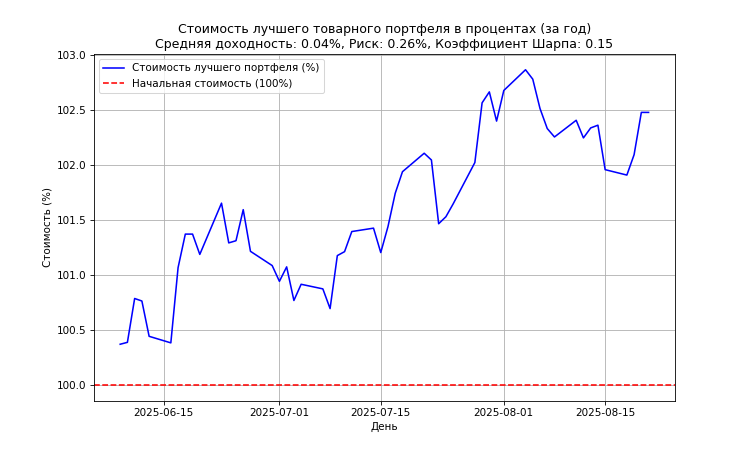 Стоимость лучшего товарного портфеля в процентах (за год)
Средняя доходность: 0.04%, Риск: 0.26%, Коэффициент Шарпа: 0.15
103.0
Стоимость лучшего портфеля (%)
Начальная стоимость (100%)
102.5
102.0
101.5
101.0
100.5
100.0
Стоимость (%)
2025-06-15
2025-07-01
2025-07-15
2025-08-01
2025-08-15
День